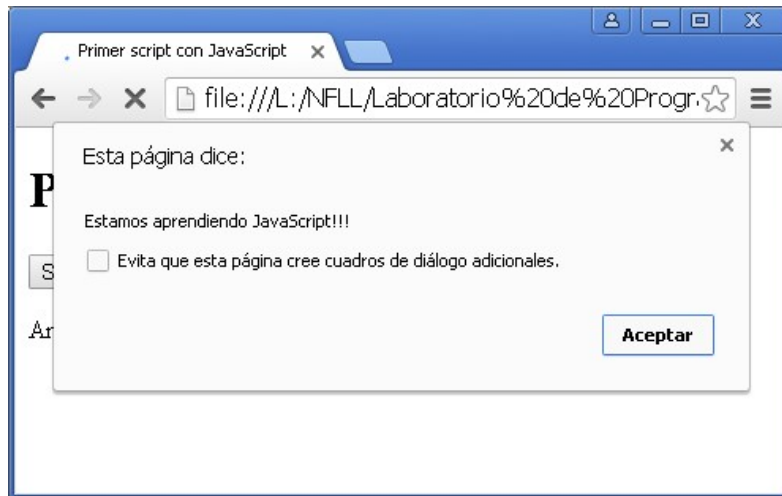 Primer script con JavaScript
file:///L:/NFLL/Laboratorio%20de%20Progr
Esta página dice:
P
Estamos aprendiendo JavaScript!!!
Evita que esta página cree cuadros de diálogo adicionales.
S
Ar
Aceptar